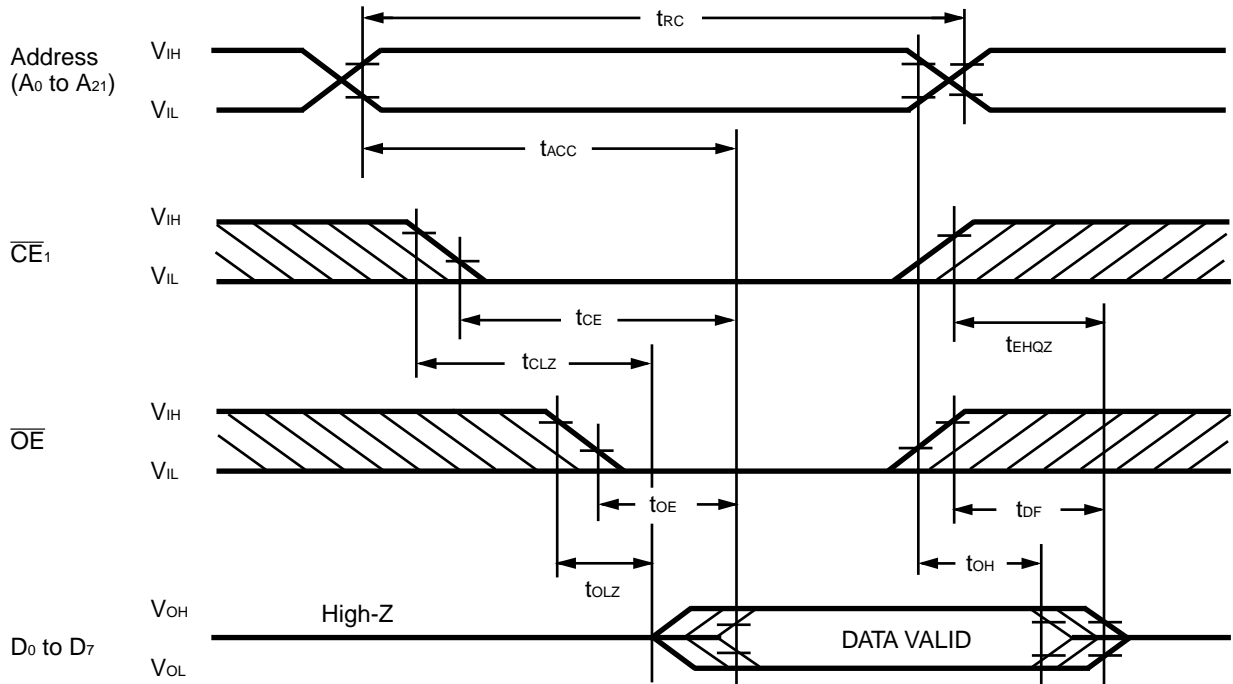 tRC
Address
(A0 to A21)
VIH
VIL
tACC
CE1
VIH
VIL
tCE
tEHQZ
tCLZ
OE
VIH
VIL
tOE
tDF
tOH
tOLZ
D0 to D7
VOH
High-Z
DATA VALID
VOL